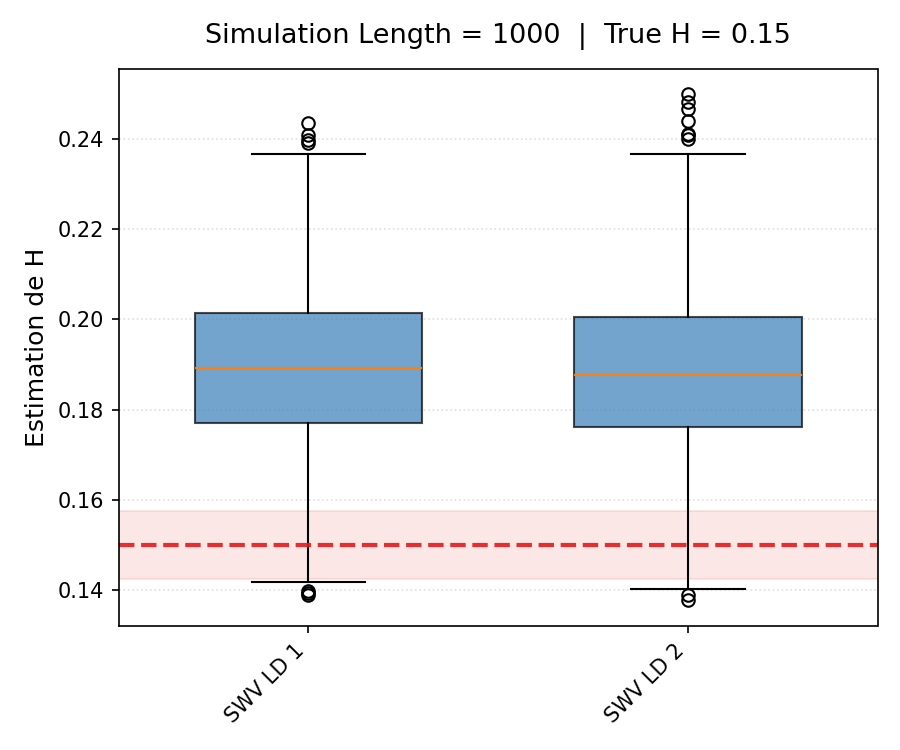 Simulation Length = 1000 | True H = 0.15
Estimation de H
0.24
0.22
0.20
0.18
0.16
0.14
SWV LD 1
SWV LD 2